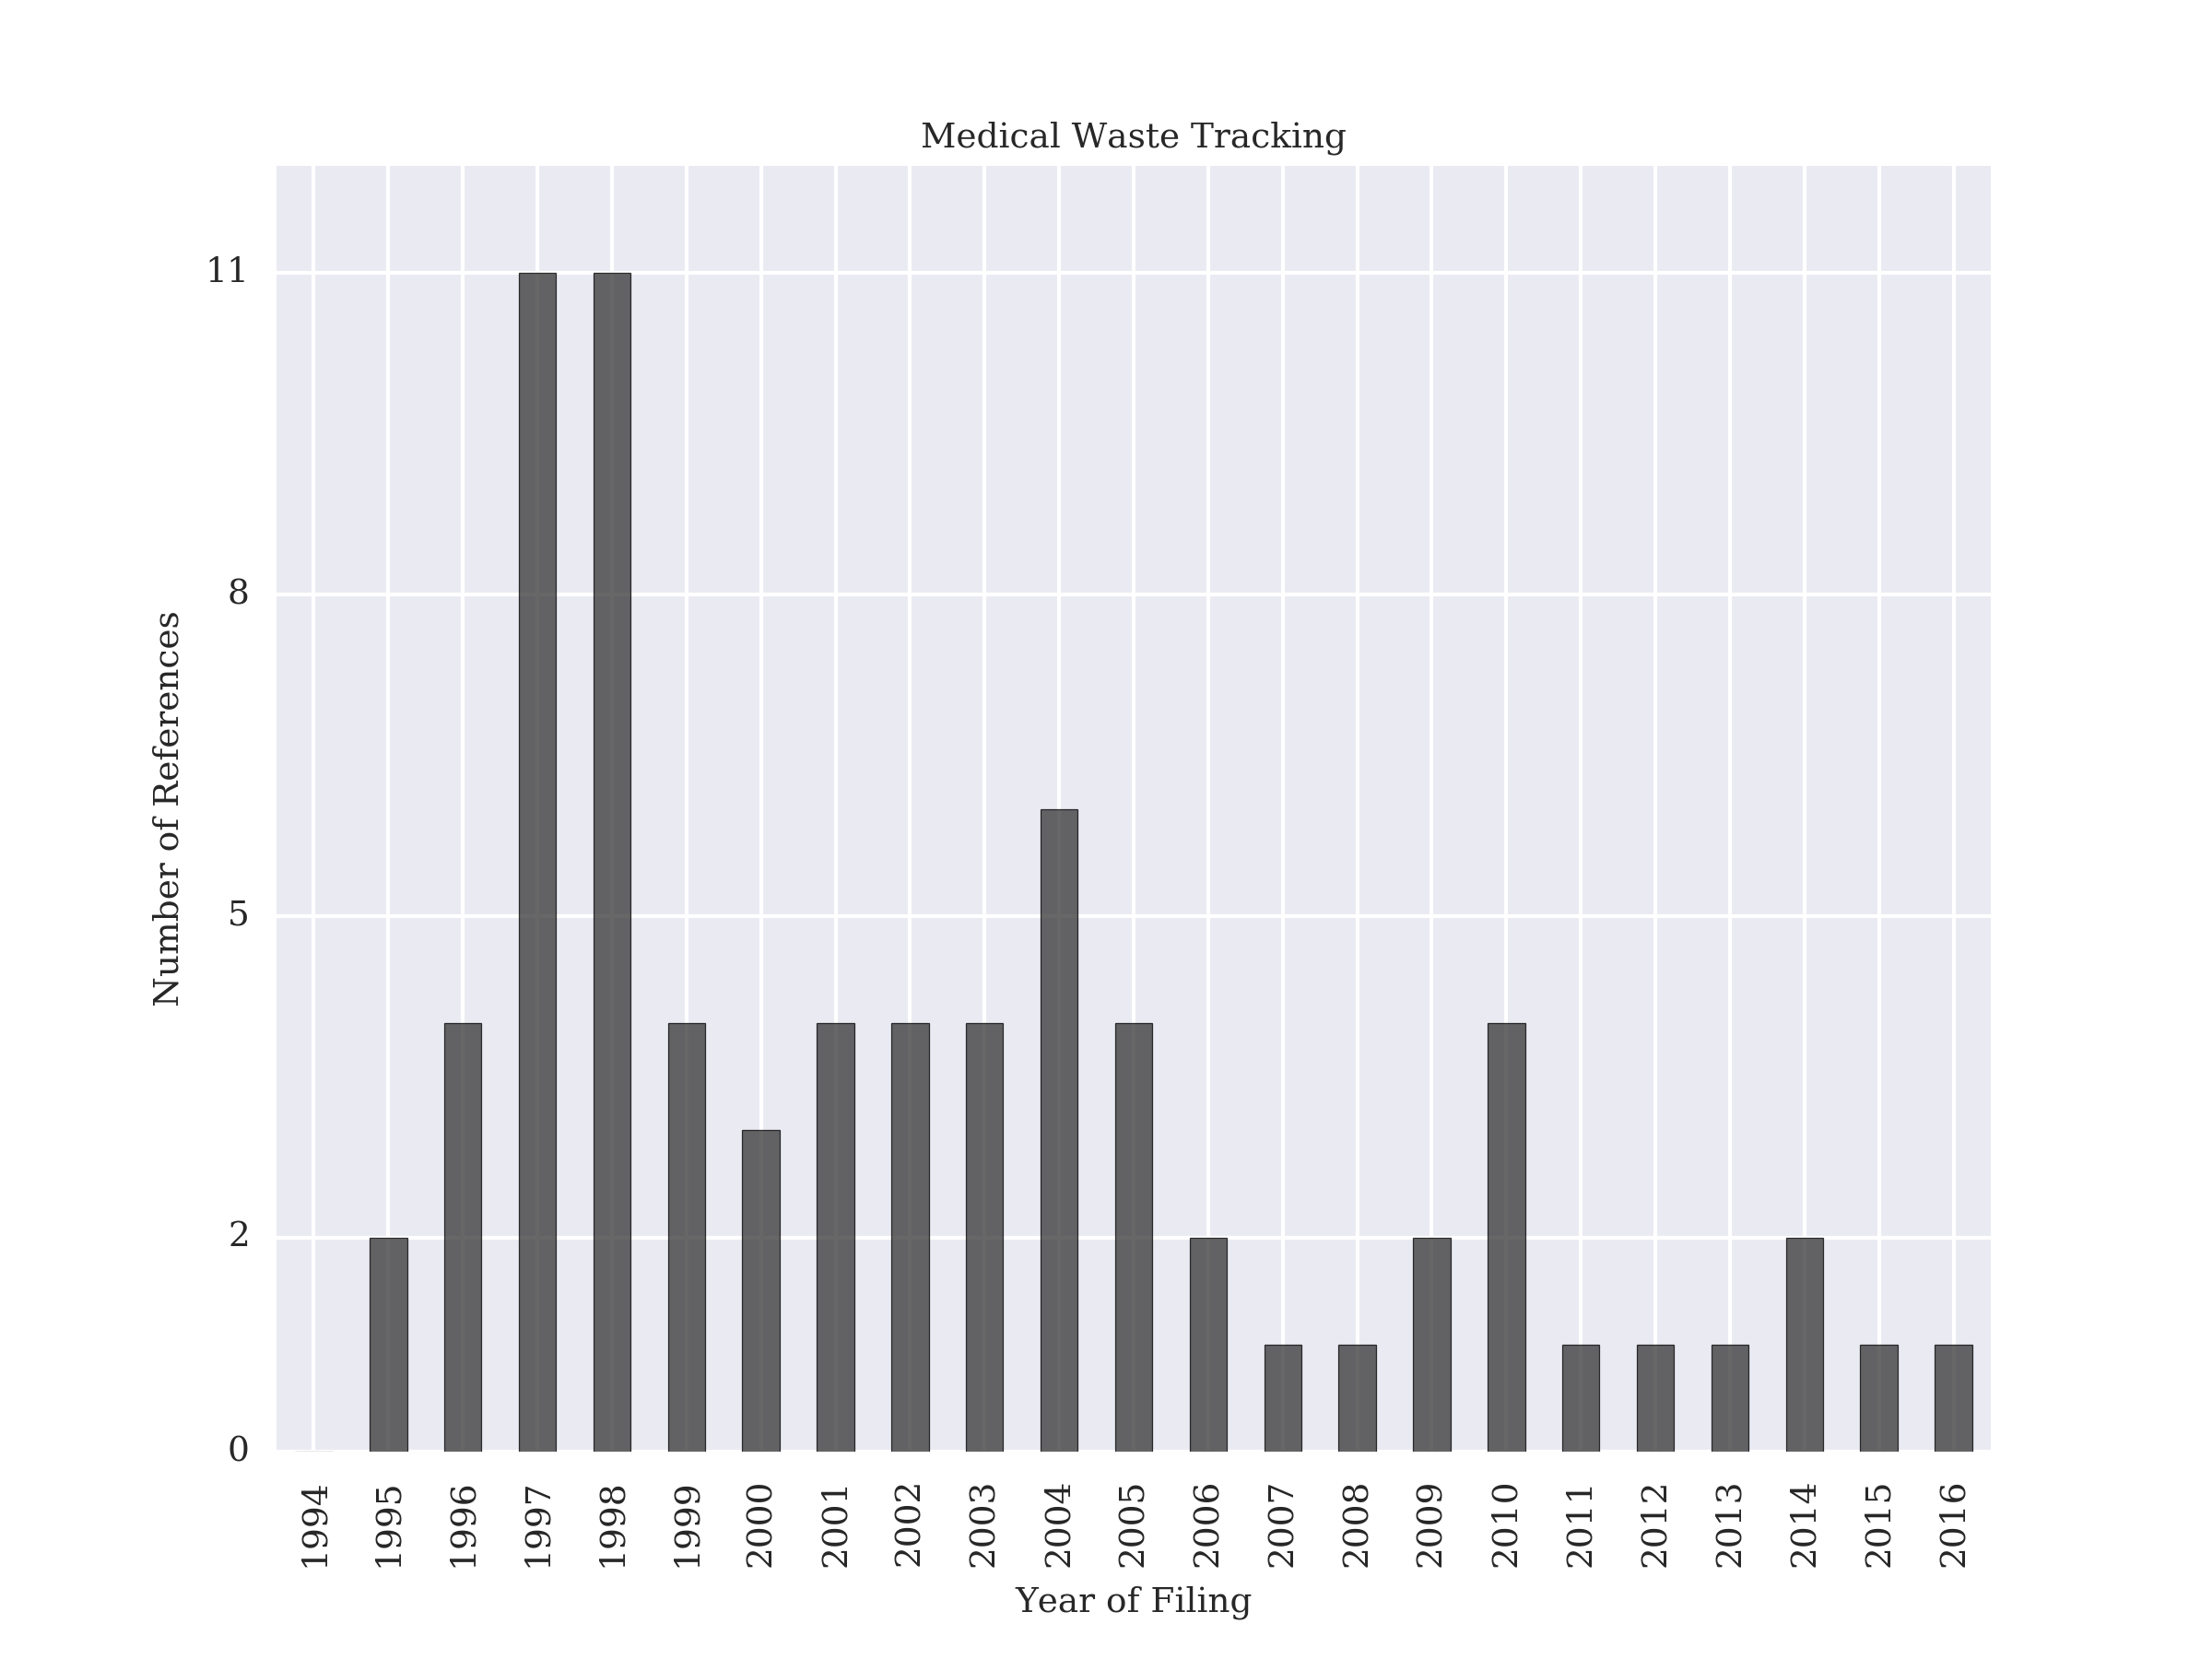 Medical Waste Tracking
Number of References
11
8
5
2
0
1994 1995 1996 1997 1998 1999 2000 2001 2002 2003 2004 2005 2006 2007 2008 2009 2010 2011 2012 2013 2014 2015 2016
Year of Filing